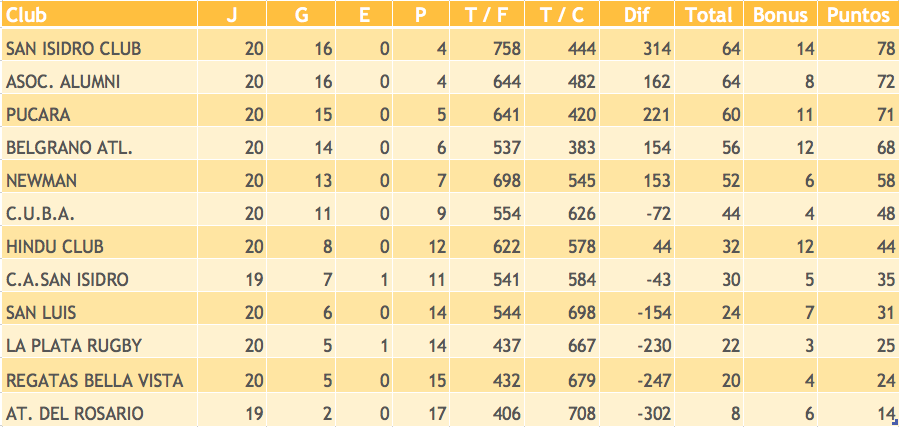 Club J G E P T / F T / C Dif Total Bonus Puntos
SAN ISIDRO CLUB 20 16 0 4 758 444 314 64 14 78
ASOC. ALUMNI 20 16 0 4 644 482 162 64 8 72
PUCARA 20 15 0 5 641 420 221 60 11 71
BELGRANO ATL. 20 14 0 6 537 383 154 56 12 68
NEWMAN 20 13 0 7 698 545 153 52 6 58
C.U.B.A. 20 11 0 9 554 626 -72 44 4 48
HINDU CLUB 20 8 0 12 622 578 44 32 12 44
C.A.SAN ISIDRO 19 7 1 11 541 584 -43 30 5 35
SAN LUIS 20 6 0 14 544 698 -154 24 7 31
LA PLATA RUGBY 20 5 1 14 437 667 -230 22 3 25
REGATAS BELLA VISTA 20 5 0 15 432 679 -247 20 4 24
AT. DEL ROSARIO 19 2 0 17 406 708 -302 8 6 14